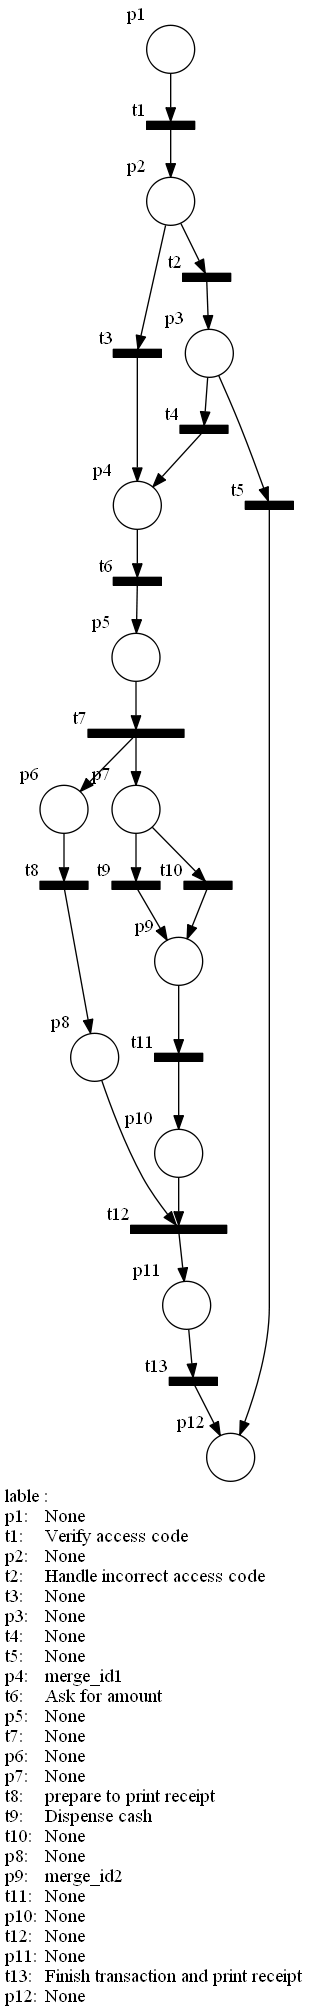 p1
t1
p2
t2
p3
t3
t4
p4
t5
t6
p5
t7
p6
p7
t8
t9
t10
p9
p8
t11
p10
t12
p11
t13
p12
lable :
p1: None
t1: Verify access code
p2: None
t2: Handle incorrect access code
t3: None
p3: None
t4: None
t5: None
p4: merge_id1
t6: Ask for amount
p5: None
t7: None
p6: None
p7: None
t8: prepare to print receipt
t9: Dispense cash
t10: None
p8: None
p9: merge_id2
t11: None
p10: None
t12: None
p11: None
t13: Finish transaction and print receipt
p12: None